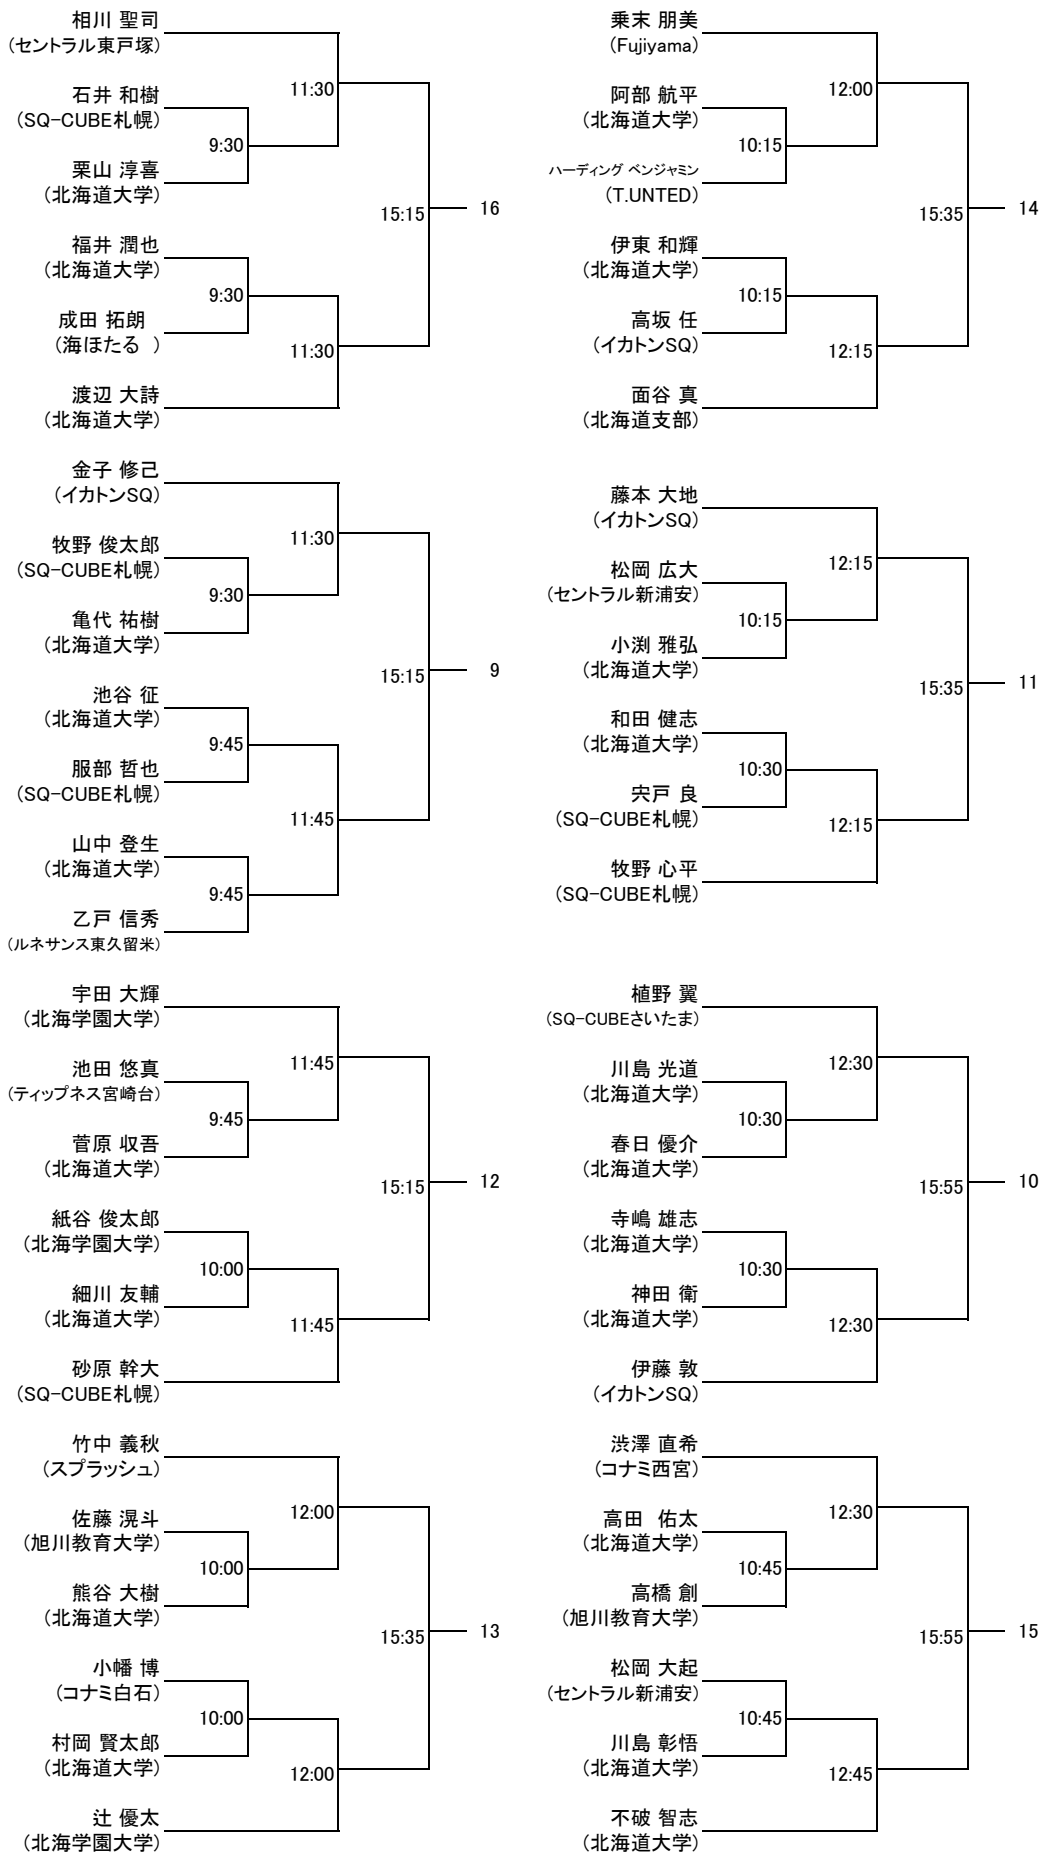 相川 聖司
(セントラル東戸塚)
11:30
石井 和樹
(SQ-CUBE札幌)
9:30
栗山 淳喜
(北海道大学)
15:15
16
福井 潤也
(北海道大学)
9:30
成田 拓朗
(海ほたる )
11:30
渡辺 大詩
(北海道大学)
金子 修己
(イカトンSQ)
11:30
牧野 俊太郎
(SQ-CUBE札幌)
9:30
亀代 祐樹
(北海道大学)
15:15
9
池谷 征
(北海道大学)
9:45
服部 哲也
(SQ-CUBE札幌)
11:45
山中 登生
(北海道大学)
9:45
乙戸 信秀
(ルネサンス東久留米)
宇田 大輝
(北海学園大学)
11:45
池田 悠真
(ティップネス宮崎台)
9:45
菅原 収吾
(北海道大学)
15:15
12
紙谷 俊太郎
(北海学園大学)
10:00
細川 友輔
(北海道大学)
11:45
砂原 幹大
(SQ-CUBE札幌)
竹中 義秋
(スプラッシュ)
12:00
佐藤 滉斗
(旭川教育大学)
10:00
熊谷 大樹
(北海道大学)
15:35
13
小幡 博
(コナミ白石)
10:00
村岡 賢太郎
(北海道大学)
12:00
辻 優太
(北海学園大学)
乗末 朋美
(Fujiyama)
12:00
阿部 航平
(北海道大学)
10:15
ハーディング ベンジャミン
(T.UNTED)
15:35
14
伊東 和輝
(北海道大学)
10:15
高坂 任
(イカトンSQ)
12:15
面谷 真
(北海道支部)
藤本 大地
(イカトンSQ)
12:15
松岡 広大
(セントラル新浦安)
10:15
小渕 雅弘
(北海道大学)
15:35
11
和田 健志
(北海道大学)
10:30
宍戸 良
(SQ-CUBE札幌)
12:15
牧野 心平
(SQ-CUBE札幌)
植野 翼
(SQ-CUBEさいたま)
12:30
川島 光道
(北海道大学)
10:30
春日 優介
(北海道大学)
15:55
10
寺嶋 雄志
(北海道大学)
10:30
神田 衛
(北海道大学)
12:30
伊藤 敦
(イカトンSQ)
渋澤 直希
(コナミ西宮)
12:30
高田 佑太
(北海道大学)
10:45
高橋 創
(旭川教育大学)
15:55
15
松岡 大起
(セントラル新浦安)
10:45
川島 彰悟
(北海道大学)
12:45
不破 智志
(北海道大学)